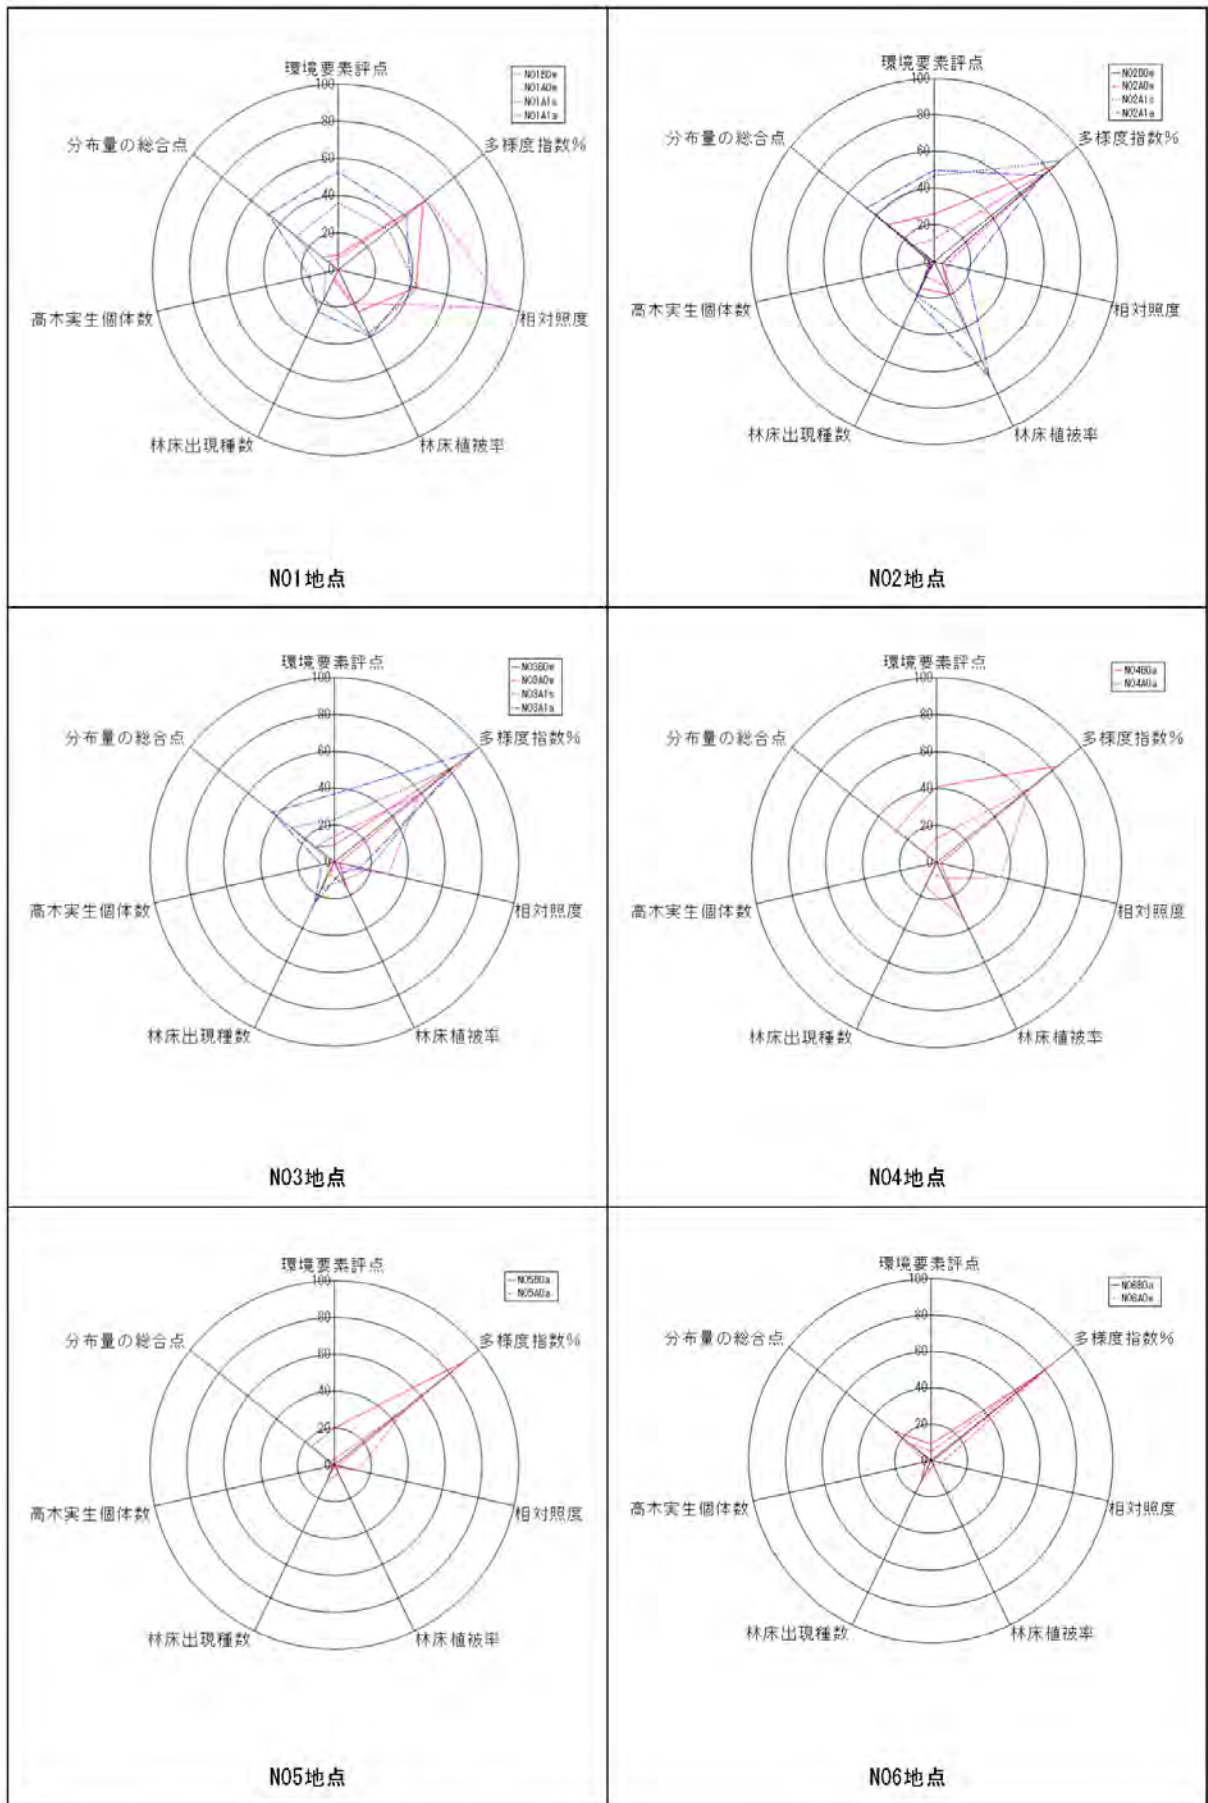 環境要素評点
N01B0w
N01A0w
N01A1s
N01A1a
100
80
60
40
20
0
分布量の総合点
多様度指数%
高木実生個体数
相対照度
林床出現種数
林床植被率
N01地点
環境要素評点
N02A0w
N02A1s
N02A1a
100
80
60
40
20
0
分布量の総合点
多様度指数%
高木実生個体数
相対照度
林床出現種数
林床植被率
N02地点
環境要素評点
N03B0w
N03A0w
N03A1s
N03A1a
100
80
60
40
20
0
分布量の総合点
多様度指数%
高木実生個体数
相対照度
林床出現種数
林床植被率
N03地点
環境要素評点
N04B0a
N04A0a
100
80
60
40
20
0
分布量の総合点
多様度指数%
高木実生個体数
相対照度
林床出現種数
林床植被率
N04地点
環境要素評点
N05B0a
N05A0a
100
80
60
40
20
0
分布量の総合点
多様度指数%
高木実生個体数
相対照度
林床出現種数
林床植被率
N05地点
環境要素評点
N06B0a
100
80
60
40
20
0
分布量の総合点
多様度指数%
高木実生個体数
相対照度
林床出現種数
林床植被率
N06地点